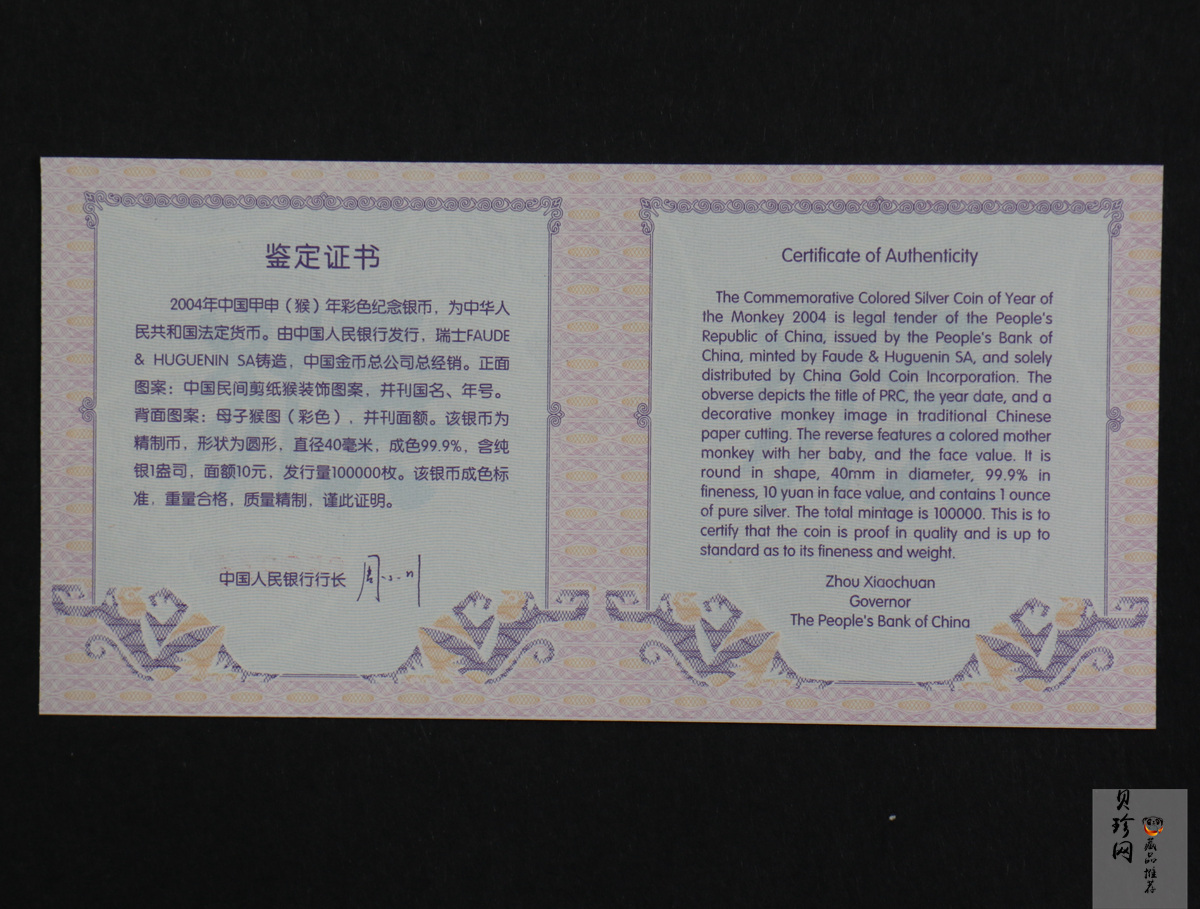 鉴定证书
2004年中国甲申（猴）年彩色纪念银币，为中华人
民共和国法定货币。由中国人民银行发行，瑞士FAUDE
& HUGUENIN SA铸造，中国金币总公司总经销。正面
图案：中国民间剪纸猴装饰图案，并刊国名、年号。
背面图案：母子猴图（彩色），并刊面额。该银币为
精制币，形状为圆形，直径40毫米，成色99.9%，含纯
银1盎司，面额10元，发行量100000枚。该银币成色标
准，重量合格，质量精制，谨此证明。
中国人民银行行长 周小川
Certificate of Authenticity
The Commemorative Colored Silver Coin of Year of
the Monkey 2004 is legal tender of the People's
Republic of China, issued by the People's Bank of
China, minted by Faude & Huguenin SA, and solely
distributed by China Gold Coin Incorporation. The
obverse depicts the title of PRC, the year date, and a
decorative monkey image in traditional Chinese
paper cutting. The reverse features a colored mother
monkey with her baby, and the face value. It is
round in shape, 40mm in diameter, 99.9% in
fineness, 10 yuan in face value, and contains 1 ounce
of pure silver. The total mintage is 100000. This is to
certify that the coin is proof in quality and is up to
standard as to its fineness and weight.
Zhou Xiaochuan
Governor
The People's Bank of China
贝珍网
藏品推荐